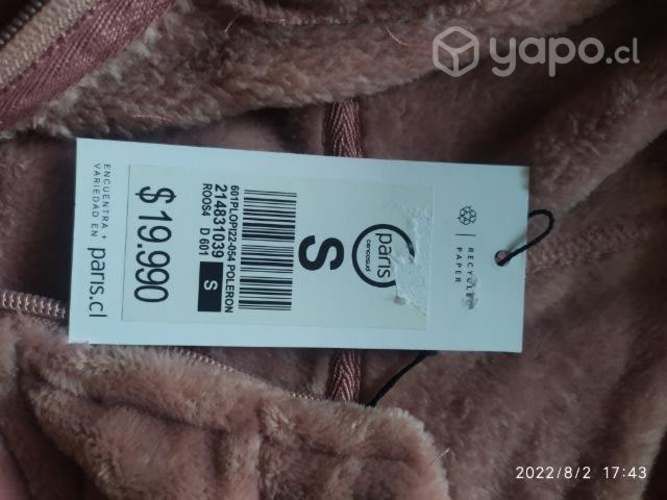 yapo.cl
RECYCLED
PAPER
paris
cencosud
S
601PLOPI22-054 POLERON
214831039
ROOS4 D 601
S
$19.990
ENCUENTRA +
VARIEDAD EN
paris.cl
2022/8/2 17:43